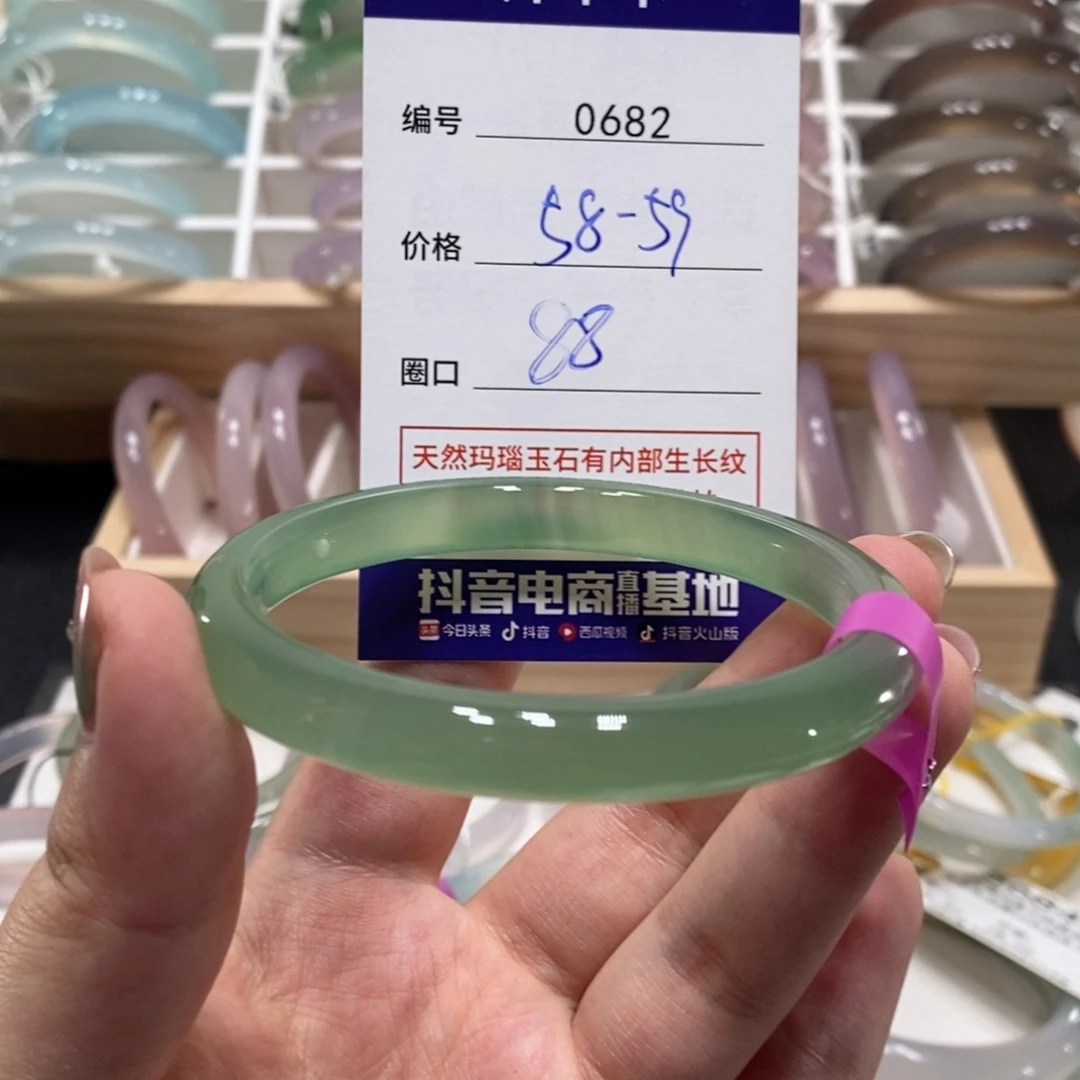 编号 0682
价格 58-59
圈口 88
天然玛瑙玉石有内部生长纹
抖音电商直播基地
头条 今日头条 抖音 西瓜视频 抖音火山版